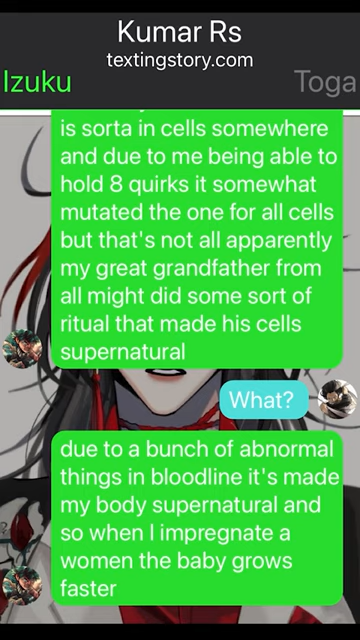 Kumar Rs
textingstory.com
Izuku
Toga
is sorta in cells somewhere
and due to me being able to
hold 8 quirks it somewhat
mutated the one for all cells
but that's not all apparently
my great grandfather from
all might did some sort of
ritual that made his cells
supernatural
What?
due to a bunch of abnormal
things in bloodline it's made
my body supernatural and
so when I impregnate a
women the baby grows
faster